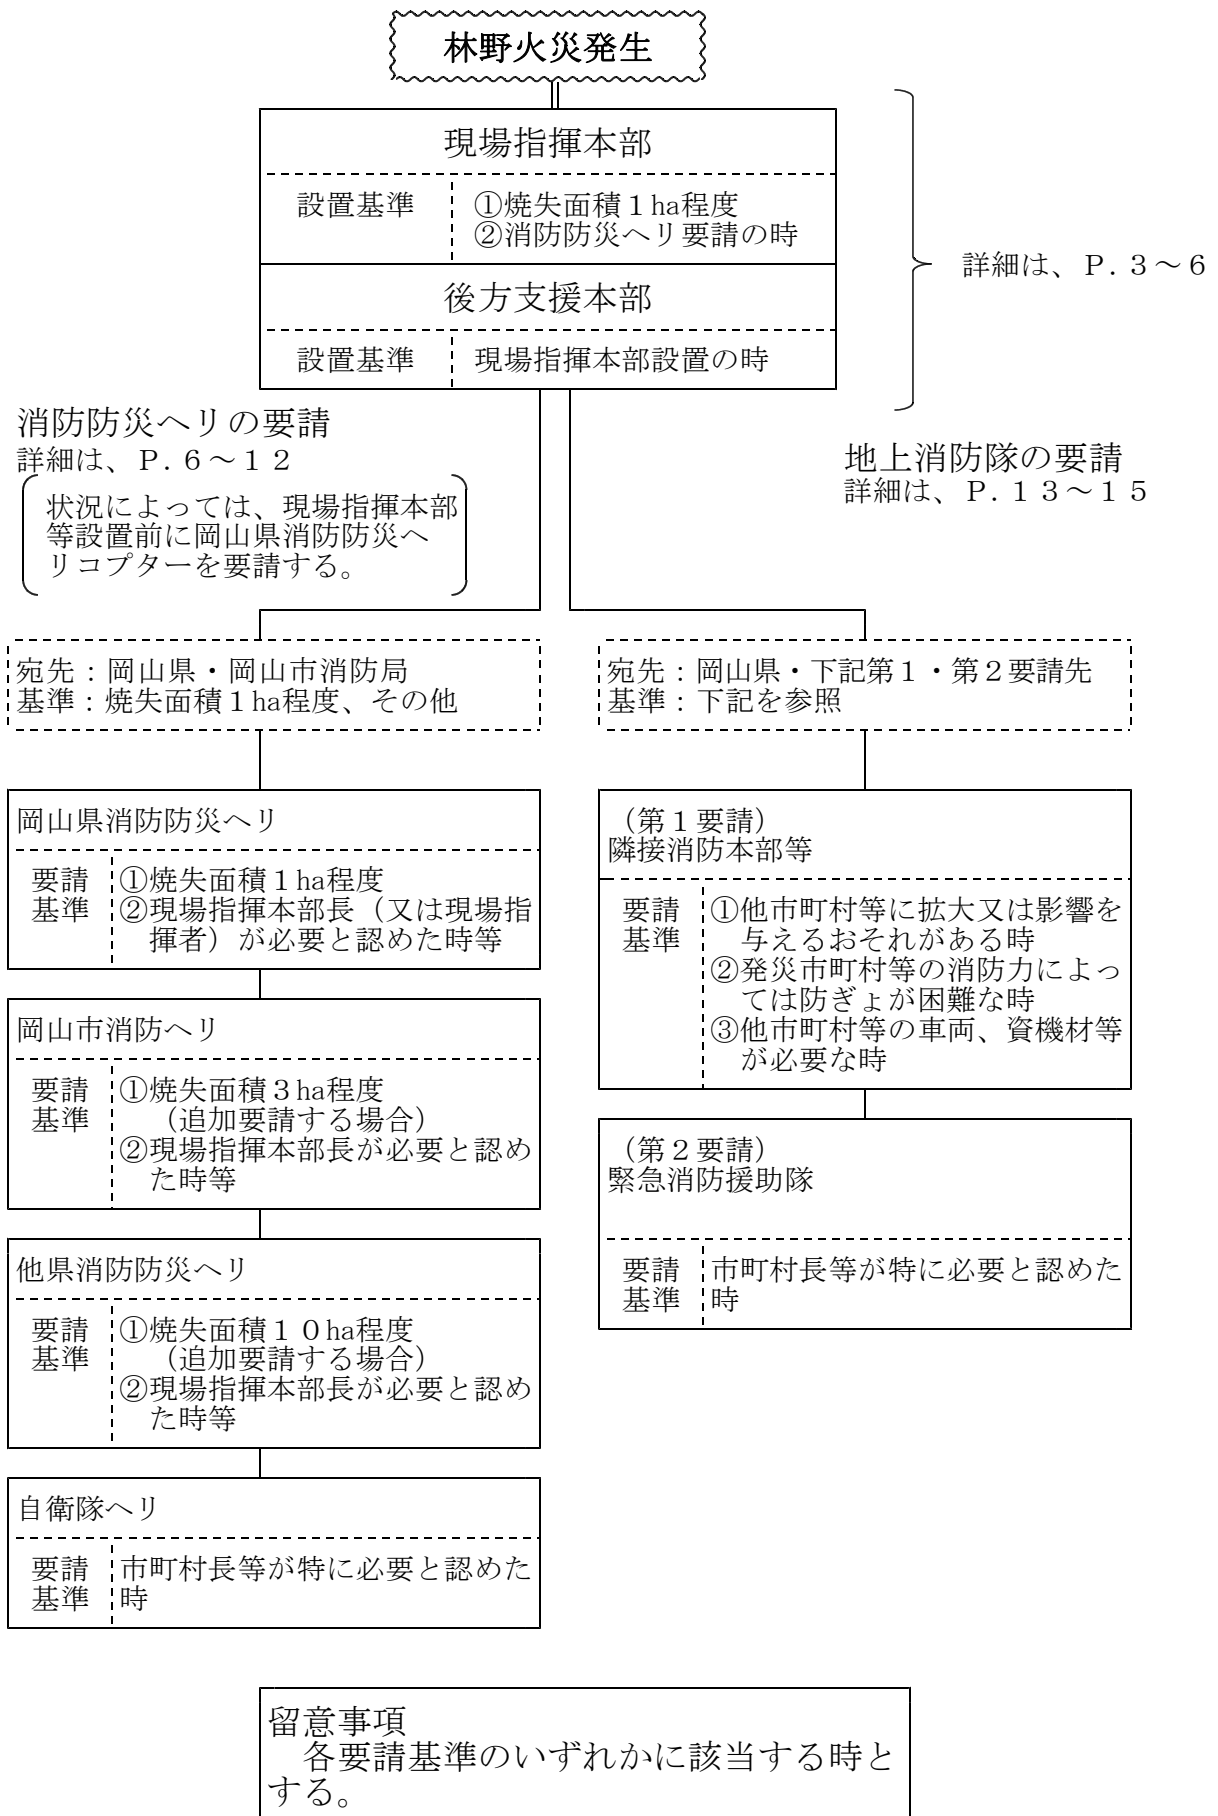 林野火災発生
現場指揮本部
設置基準
①焼失面積１ha程度
②消防防災ヘリ要請の時
後方支援本部
設置基準
現場指揮本部設置の時
詳細は、Ｐ．３～６
消防防災ヘリの要請
詳細は、Ｐ．６～１２
状況によっては、現場指揮本部
等設置前に岡山県消防防災ヘ
リコプターを要請する。
地上消防隊の要請
詳細は、Ｐ．１３～１５
宛先：岡山県・岡山市消防局
基準：焼失面積１ha程度、その他
岡山県消防防災ヘリ
要請
基準
①焼失面積１ha程度
②現場指揮本部長（又は現場指
揮者）が必要と認めた時等
岡山市消防ヘリ
要請
基準
①焼失面積３ha程度
（追加要請する場合）
②現場指揮本部長が必要と認め
た時等
他県消防防災ヘリ
要請
基準
①焼失面積１０ha程度
（追加要請する場合）
②現場指揮本部長が必要と認め
た時等
自衛隊ヘリ
要請
基準
市町村長等が特に必要と認めた
時
宛先：岡山県・下記第１・第２要請先
基準：下記を参照
（第１要請）
隣接消防本部等
要請
基準
①他市町村等に拡大又は影響を
与えるおそれがある時
②発災市町村等の消防力によっ
ては防ぎょが困難な時
③他市町村等の車両、資機材等
が必要な時
（第２要請）
緊急消防援助隊
要請
基準
市町村長等が特に必要と認めた
時
留意事項
各要請基準のいずれかに該当する時と
する。